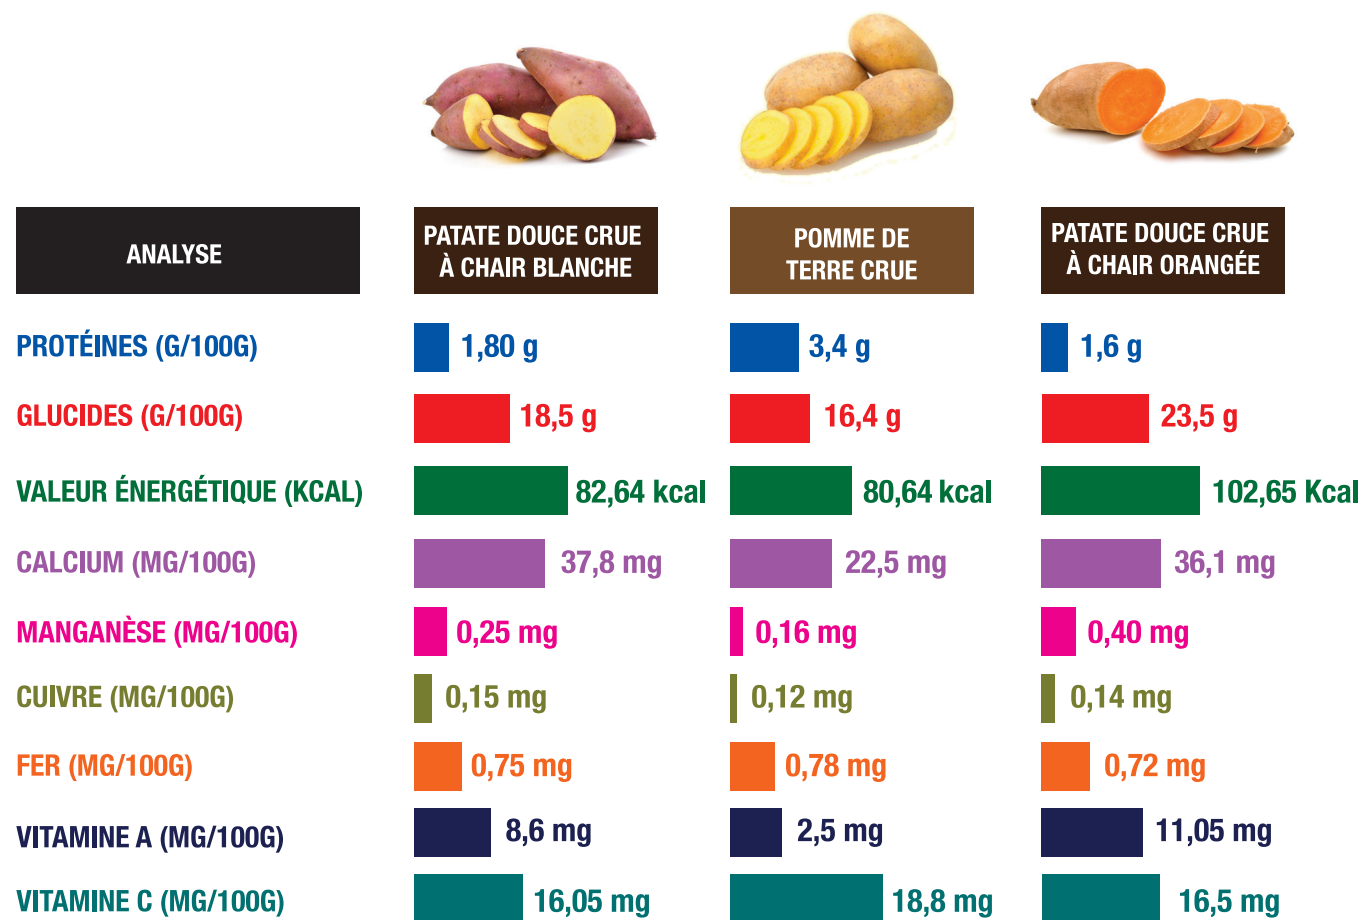 ANALYSE
PATATE DOUCE CRUE
À CHAIR BLANCHE
POMME DE
TERRE CRUE
PATATE DOUCE CRUE
À CHAIR ORANGÉE
PROTÉINES (G/100G) 1,80 g 3,4 g 1,6 g
GLUCIDES (G/100G) 18,5 g 16,4 g 23,5 g
VALEUR ÉNERGÉTIQUE (KCAL) 82,64 kcal 80,64 kcal 102,65 Kcal
CALCIUM (MG/100G) 37,8 mg 22,5 mg 36,1 mg
MANGANÈSE (MG/100G) 0,25 mg 0,16 mg 0,40 mg
CUIVRE (MG/100G) 0,15 mg 0,12 mg 0,14 mg
FER (MG/100G) 0,75 mg 0,78 mg 0,72 mg
VITAMINE A (MG/100G) 8,6 mg 2,5 mg 11,05 mg
VITAMINE C (MG/100G) 16,05 mg 18,8 mg 16,5 mg